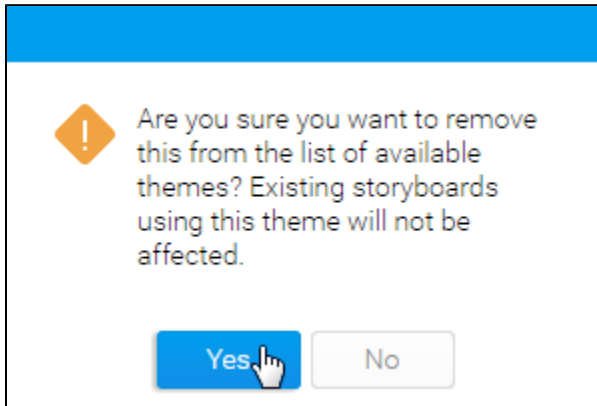 Are you sure you want to remove
this from the list of available
themes? Existing storyboards
using this theme will not be
affected.
Yes
No